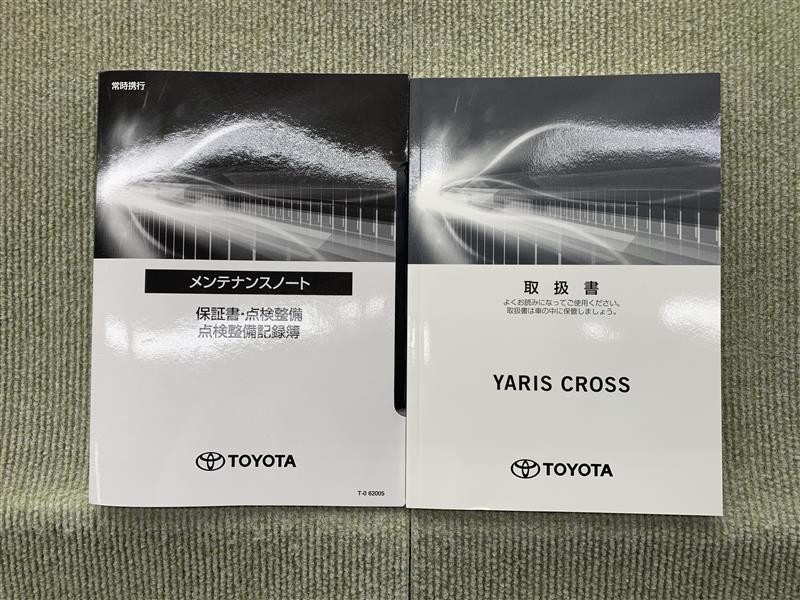 常時携行
メンテナンスノート
保証書・点検整備
点検整備記録簿
TOYOTA
T-0 62005
取扱書
よくお読みになってご使用ください。
取扱書は車の中に保管しましょう。
YARIS CROSS
TOYOTA